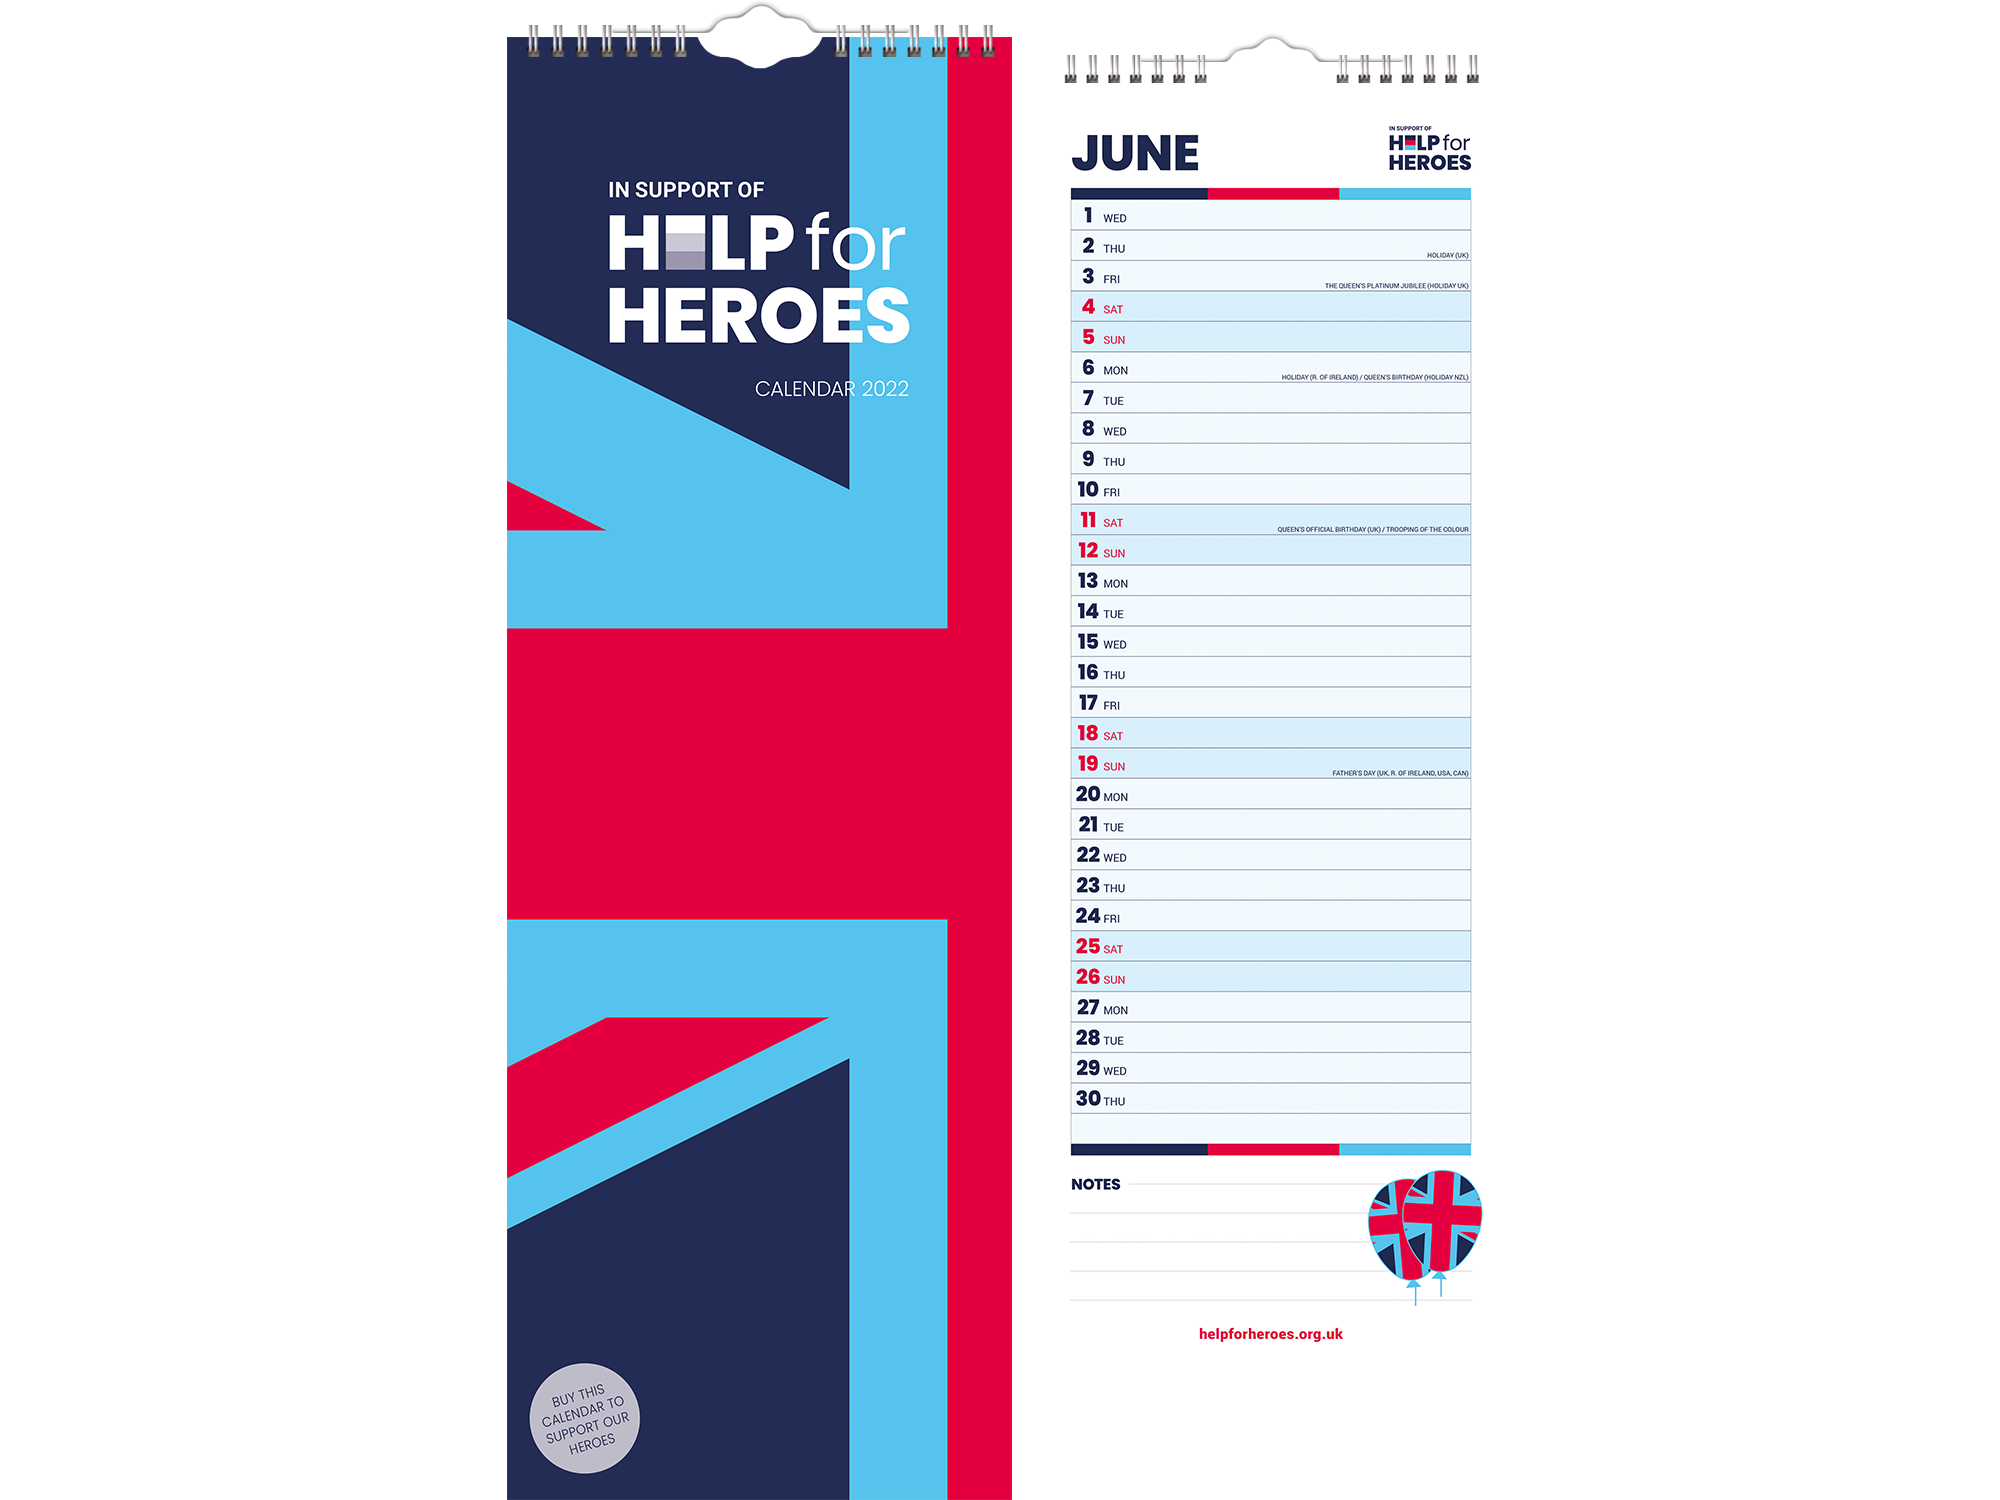 IN SUPPORT OF
HELP for
HEROES
CALENDAR 2022
BUY THIS
CALENDAR TO
SUPPORT OUR
HEROES
JUNE
IN SUPPORT OF
HELP for
HEROES
1 WED
2 THU HOLIDAY (UK)
3 FRI THE QUEEN'S PLATINUM JUBILEE (HOLIDAY UK)
4 SAT
5 SUN
6 MON HOLIDAY (R. OF IRELAND) / QUEEN'S BIRTHDAY (HOLIDAY NZL)
7 TUE
8 WED
9 THU
10 FRI
11 SAT QUEEN'S OFFICIAL BIRTHDAY (UK) / TROOPING OF THE COLOUR
12 SUN
13 MON
14 TUE
15 WED
16 THU
17 FRI
18 SAT
19 SUN FATHER'S DAY (UK, R. OF IRELAND, USA, CAN)
20 MON
21 TUE
22 WED
23 THU
24 FRI
25 SAT
26 SUN
27 MON
28 TUE
29 WED
30 THU
NOTES
helpforheroes.org.uk